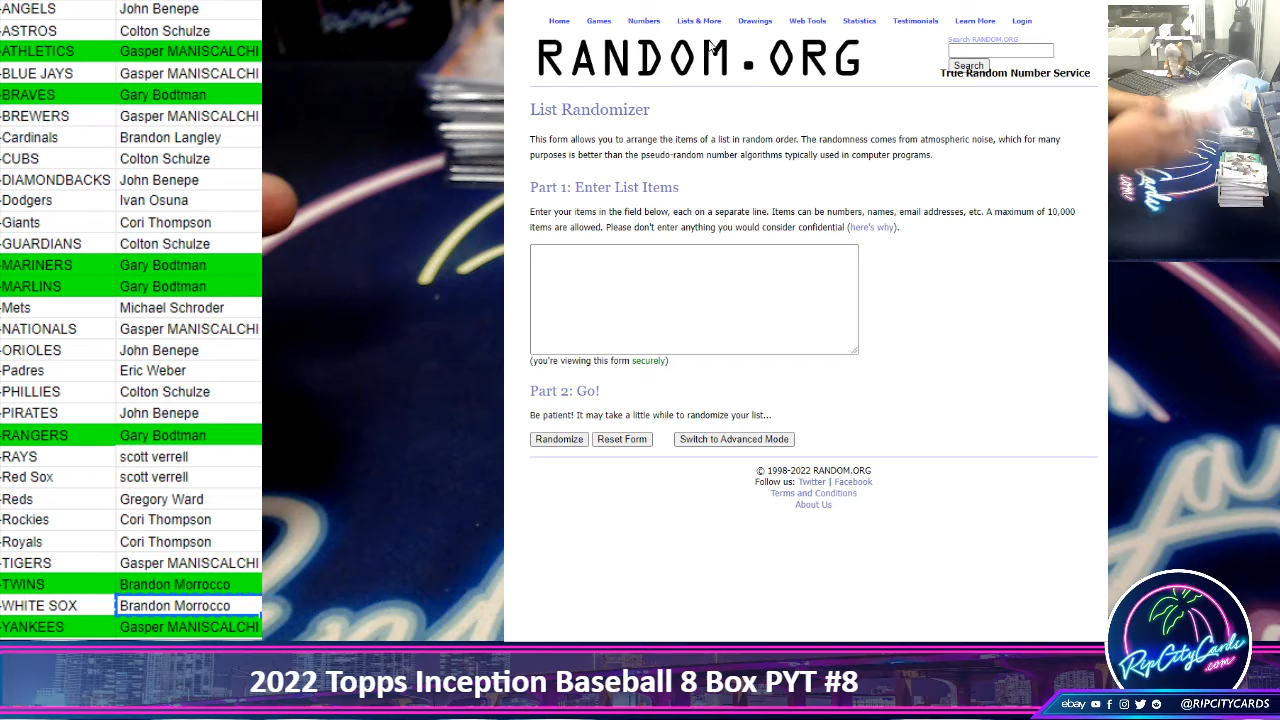 -ANGELS John Benepe
-ASTROS Colton Schulze
-ATHLETICS Gasper MANISCALCHI
-BLUE JAYS Gasper MANISCALCHI
-BRAVES Gary Bodtman
-BREWERS Gasper MANISCALCHI
-Cardinals Brandon Langley
-CUBS Colton Schulze
-DIAMONDBACKS John Benepe
-Dodgers Ivan Osuna
-Giants Cori Thompson
-GUARDIANS Colton Schulze
-MARINERS Gary Bodtman
-MARLINS Gary Bodtman
-Mets Michael Schroder
-NATIONALS Gasper MANISCALCHI
-ORIOLES John Benepe
-Padres Eric Weber
-PHILLIES Colton Schulze
-PIRATES John Benepe
-RANGERS Gary Bodtman
-RAYS scott verrell
-Red Sox scott verrell
-Reds Gregory Ward
-Rockies Cori Thompson
-Royals Cori Thompson
-TIGERS Gasper MANISCALCHI
-TWINS Brandon Morrocco
-WHITE SOX Brandon Morrocco
-YANKEES Gasper MANISCALCHI
Home Games Numbers Lists & More Drawings Web Tools Statistics Testimonials Learn More Login
RANDOM.ORG
Search RANDOM.ORG
Search
True Random Number Service
List Randomizer
This form allows you to arrange the items of a list in random order. The randomness comes from atmospheric noise, which for many
purposes is better than the pseudo-random number algorithms typically used in computer programs.
Part 1: Enter List Items
Enter your items in the field below, each on a separate line. Items can be numbers, names, email addresses, etc. A maximum of 10,000
items are allowed. Please don't enter anything you would consider confidential (here's why).
(you're viewing this form securely)
Part 2: Go!
Be patient! It may take a little while to randomize your list...
Randomize Reset Form Switch to Advanced Mode
© 1998-2022 RANDOM.ORG
Follow us: Twitter | Facebook
Terms and Conditions
About Us
RipCityCards
.com
2022 Topps Inception Baseball 8 Box PYT #8
ebay @RIPCITYCARDS